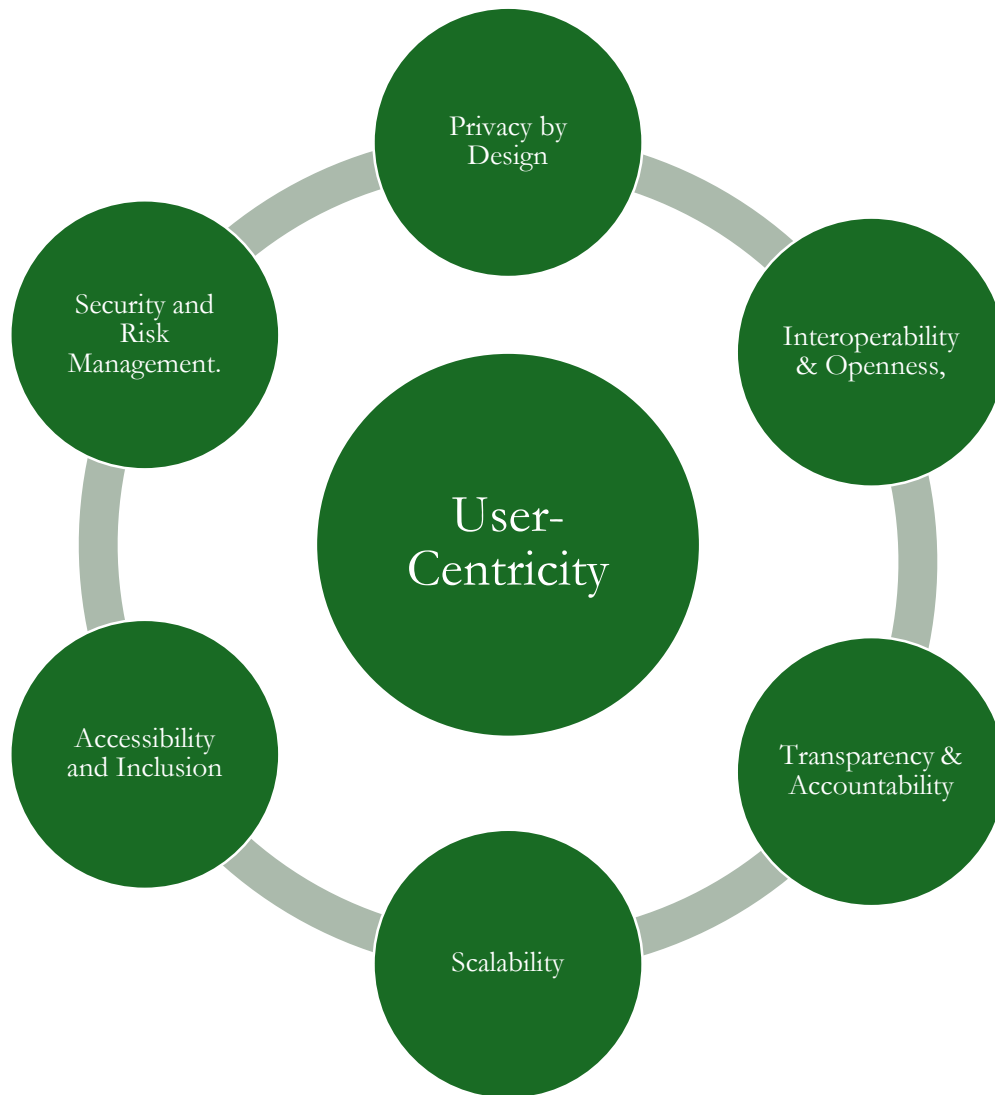 Privacy by
Design
Interoperability
& Openness,
Transparency &
Accountability
Scalability
Accessibility
and Inclusion
Security and
Risk
Management.
User-
Centricity